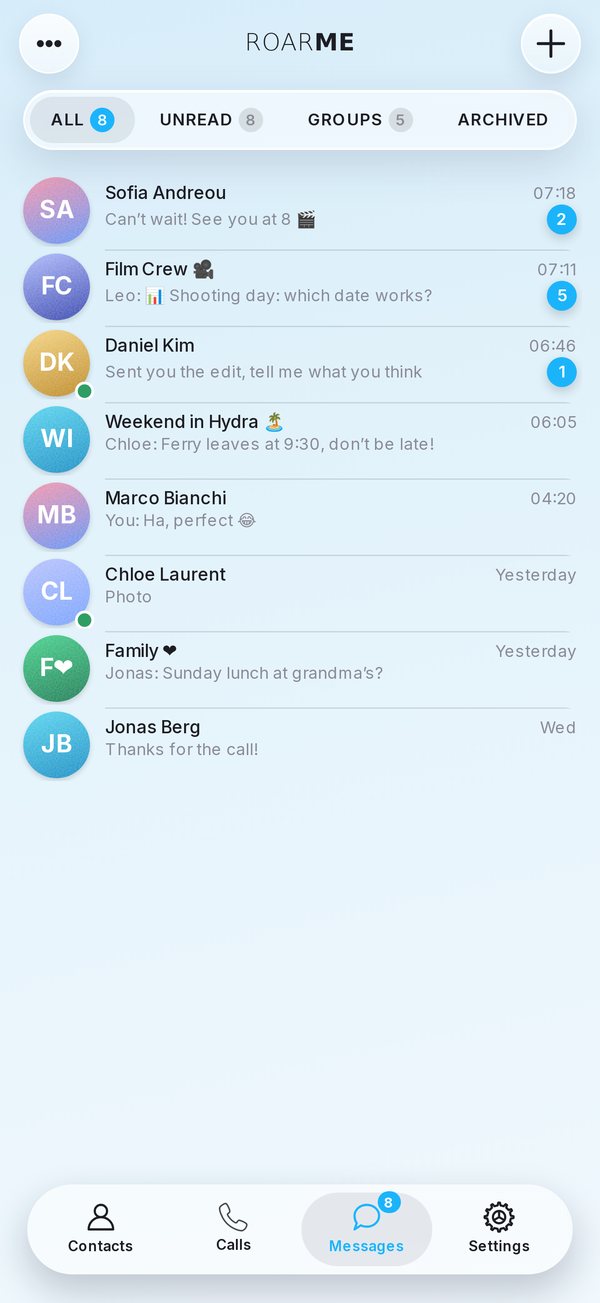 ROARME
ALL 8 UNREAD 8 GROUPS 5 ARCHIVED
SA Sofia Andreou 07:18
Can’t wait! See you at 8 🎬 2
FC Film Crew 🎥 07:11
Leo: 📊 Shooting day: which date works? 5
DK Daniel Kim 06:46
Sent you the edit, tell me what you think 1
WI Weekend in Hydra 🏝️ 06:05
Chloe: Ferry leaves at 9:30, don’t be late!
MB Marco Bianchi 04:20
You: Ha, perfect 😂
CL Chloe Laurent Yesterday
Photo
F❤ Family ❤ Yesterday
Jonas: Sunday lunch at grandma’s?
JB Jonas Berg Wed
Thanks for the call!
8
Contacts Calls Messages Settings